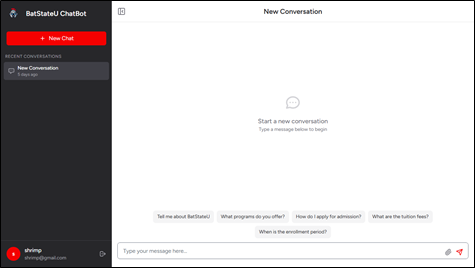 BatStateU ChatBot
+ New Chat
RECENT CONVERSATIONS
New Conversation
5 days ago
s
shrimp
shrimp@gmail.com
New Conversation
Start a new conversation
Type a message below to begin
Tell me about BatStateU
What programs do you offer?
How do I apply for admission?
What are the tuition fees?
When is the enrollment period?
Type your message here...